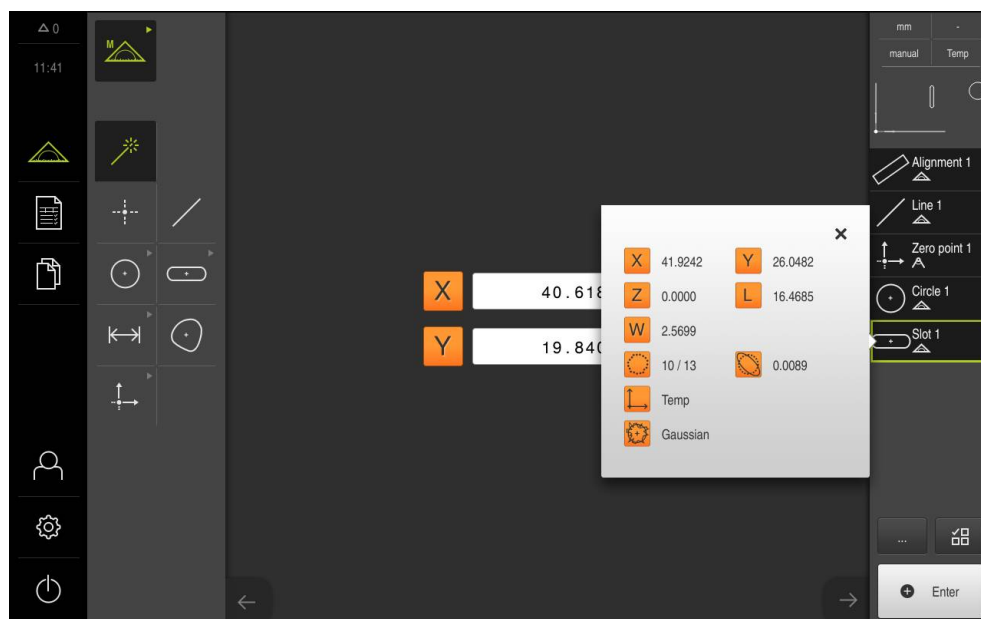 0
11:41
M
X 40.618
Y 19.840
X 41.9242 Y 26.0482
Z 0.0000 L 16.4685
W 2.5699
10 / 13 0.0089
Temp
Gaussian
mm -
manual Temp
Alignment 1
Line 1
Zero point 1
Circle 1
Slot 1
...
Enter